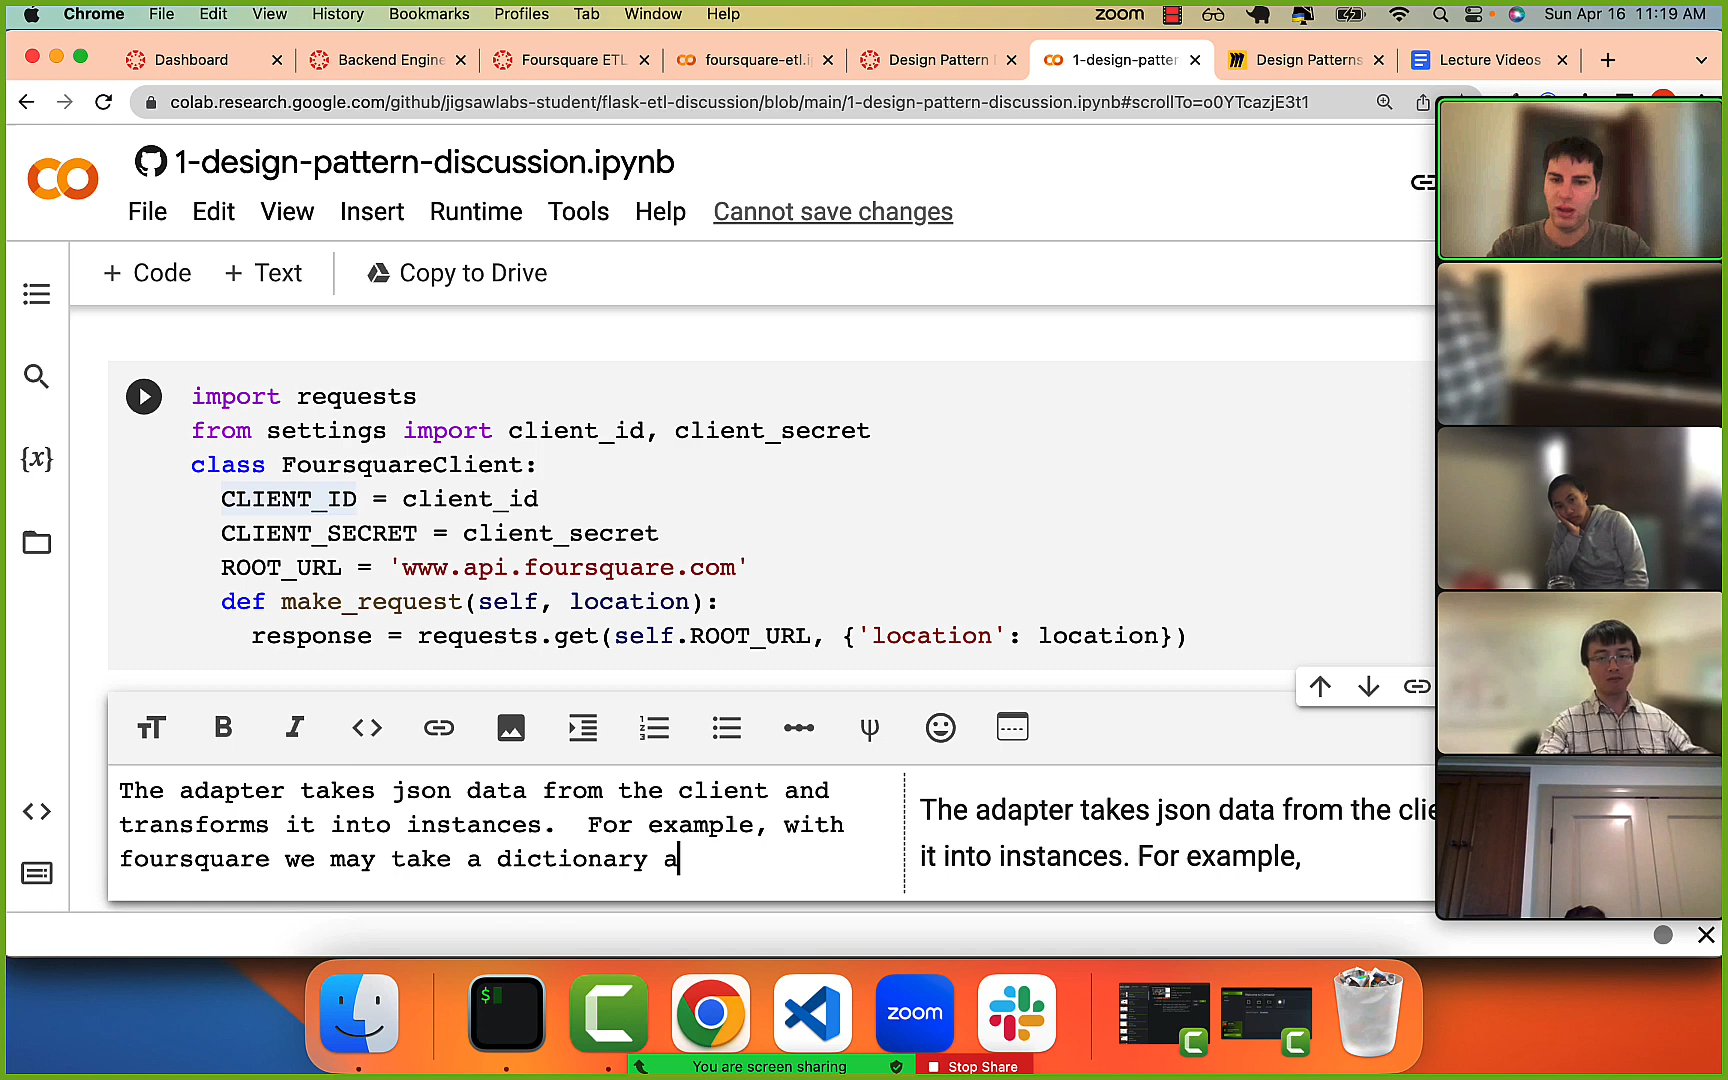 Chrome File Edit View History Bookmarks Profiles Tab Window Help zoom Sun Apr 16 11:19 AM
Dashboard Backend Engine Foursquare ETL foursquare-etl.i Design Pattern 1-design-patter Design Patterns Lecture Videos
colab.research.google.com/github/jigsawlabs-student/flask-etl-discussion/blob/main/1-design-pattern-discussion.ipynb#scrollTo=o0YTcazjE3t1
1-design-pattern-discussion.ipynb
File Edit View Insert Runtime Tools Help Cannot save changes
+ Code + Text Copy to Drive
import requests
from settings import client_id, client_secret
class FoursquareClient:
CLIENT_ID = client_id
CLIENT_SECRET = client_secret
ROOT_URL = 'www.api.foursquare.com'
def make_request(self, location):
response = requests.get(self.ROOT_URL, {'location': location})
The adapter takes json data from the client and
transforms it into instances.  For example, with
foursquare we may take a dictionary a
The adapter takes json data from the clie
it into instances. For example,
zoom
You are screen sharing Stop Share